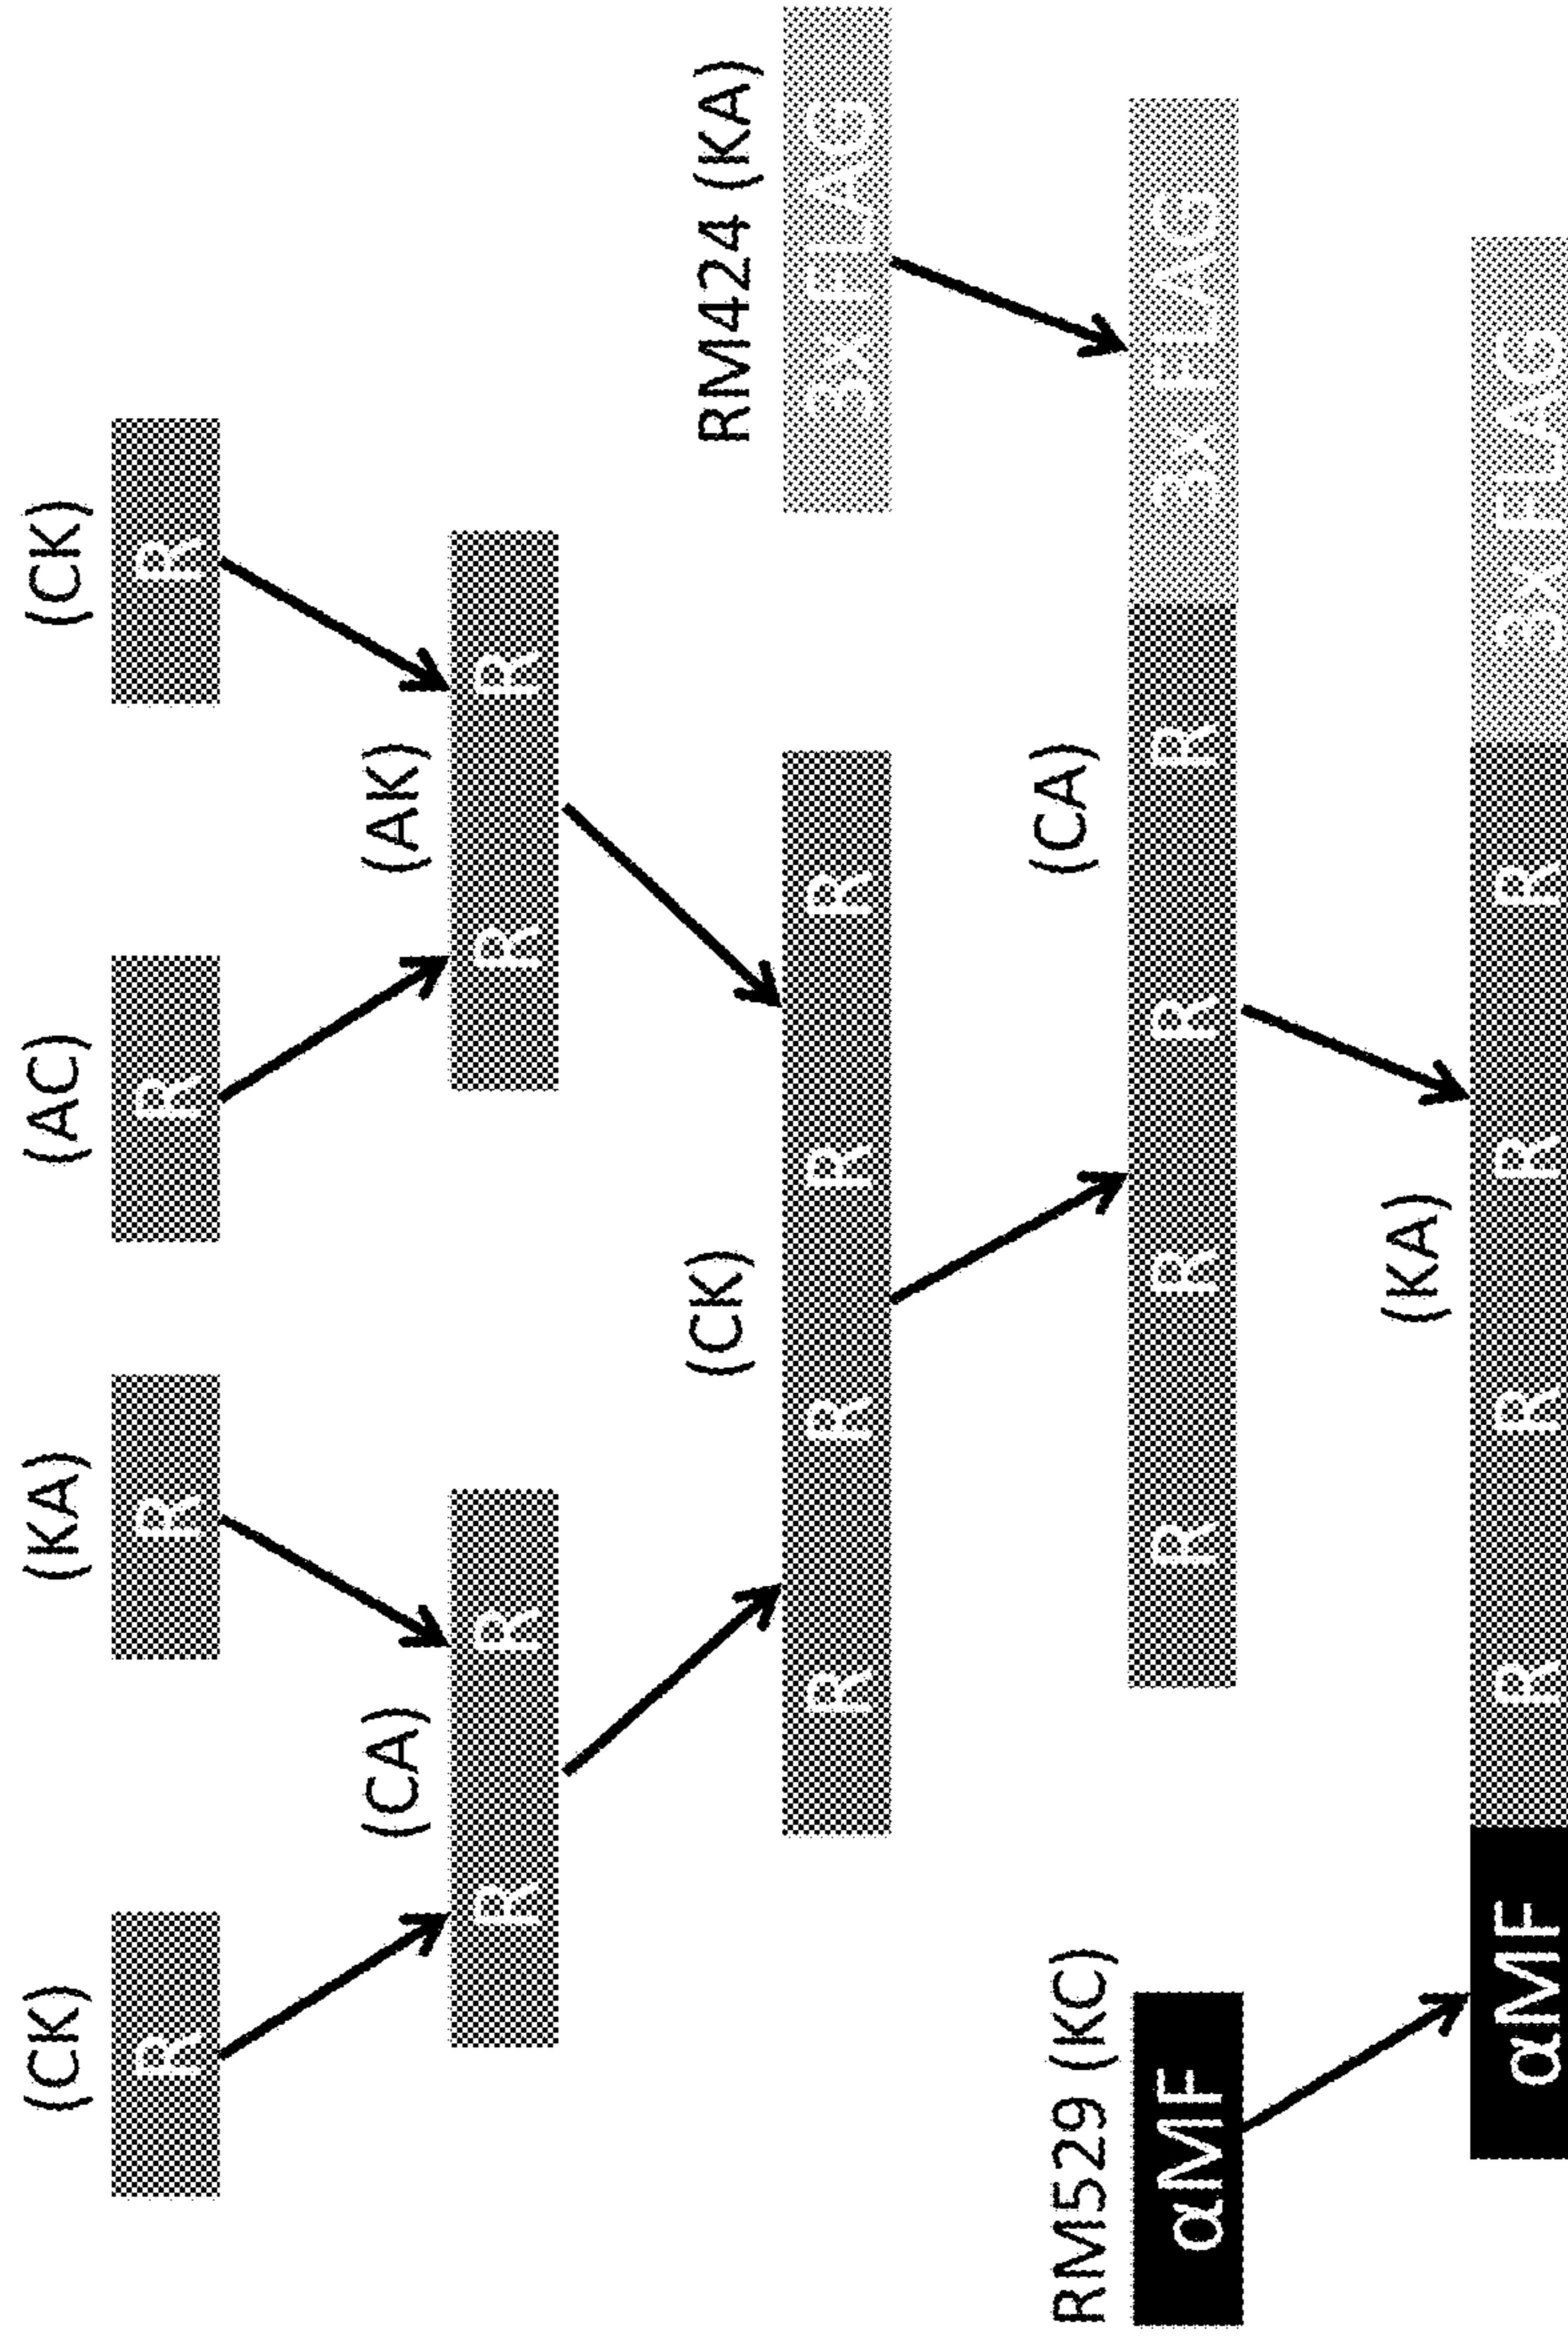 (CK) (KA) (AC) (CK)
R R R R
(CA) (AK)
R R R R
(CK) RM424 (KA)
R R R R 3xFLAG
RM529 (KC) (CA)
αMF R R R R 3xFLAG
(KA)
αMF R R R R 3xFLAG